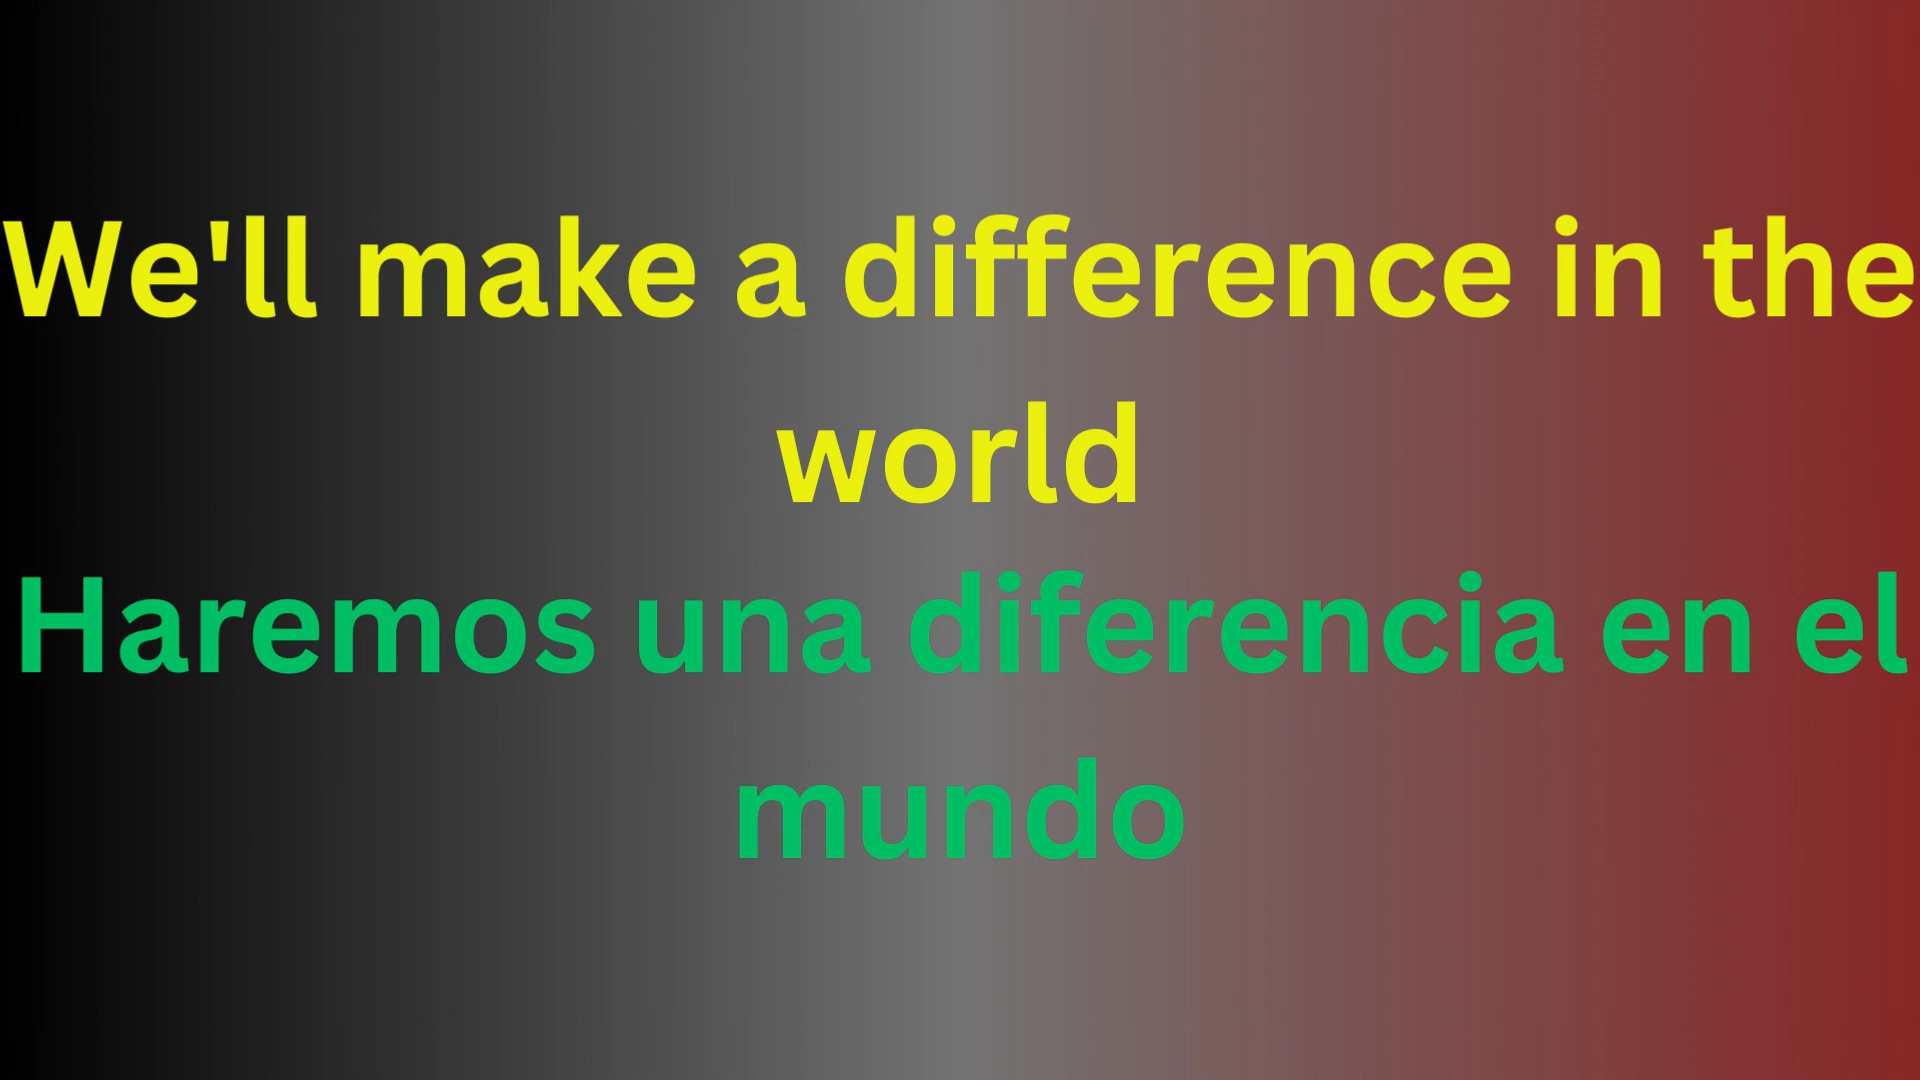 We'll make a difference in the
world
Haremos una diferencia en el
mundo